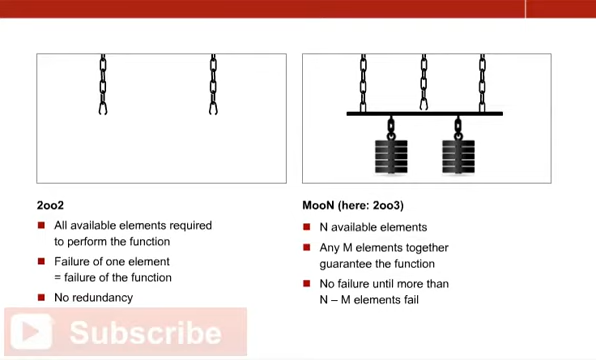 2oo2
All available elements required
to perform the function
Failure of one element
= failure of the function
No redundancy
MooN (here: 2oo3)
N available elements
Any M elements together
guarantee the function
No failure until more than
N – M elements fail
Subscribe